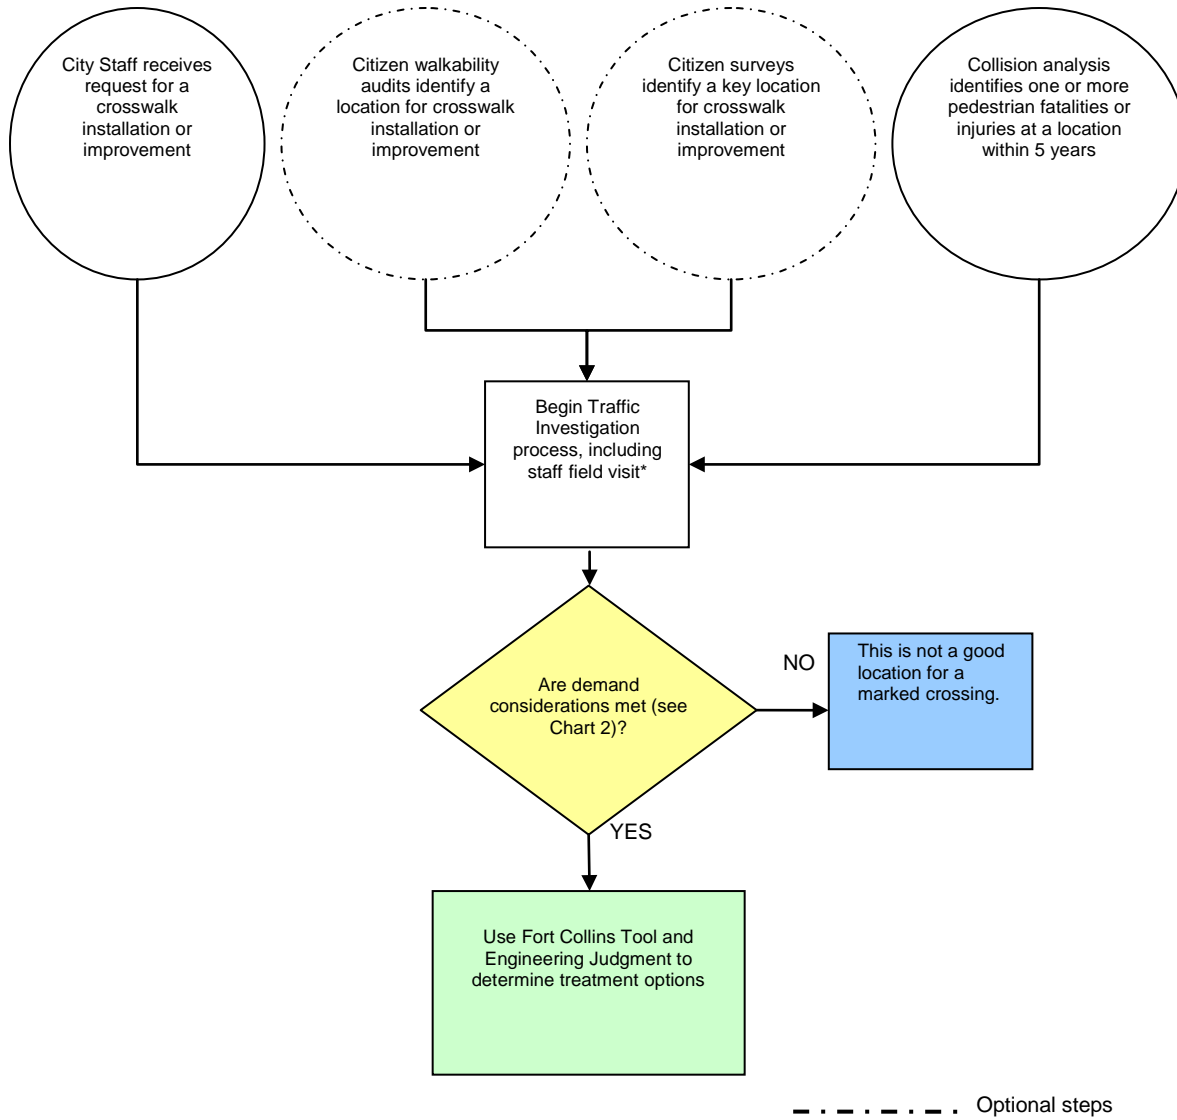 City Staff receives
request for a
crosswalk
installation or
improvement
Citizen walkability
audits identify a
location for crosswalk
installation or
improvement
Citizen surveys
identify a key location
for crosswalk
installation or
improvement
Collision analysis
identifies one or more
pedestrian fatalities or
injuries at a location
within 5 years
Begin Traffic
Investigation
process, including
staff field visit*
Are demand
considerations met (see
Chart 2)?
NO
This is not a good
location for a
marked crossing.
YES
Use Fort Collins Tool and
Engineering Judgment to
determine treatment options
Optional steps